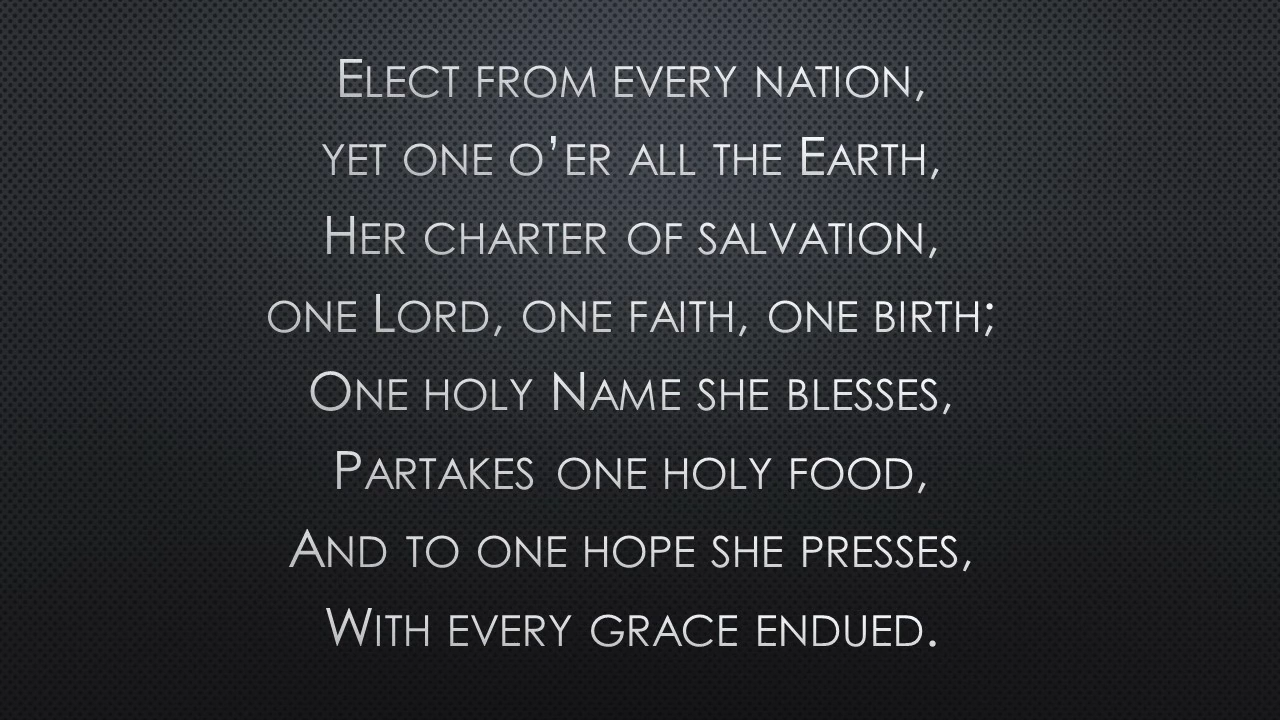 Elect from every nation,
yet one o’er all the Earth,
Her charter of salvation,
one Lord, one faith, one birth;
One holy Name she blesses,
Partakes one holy food,
And to one hope she presses,
With every grace endued.